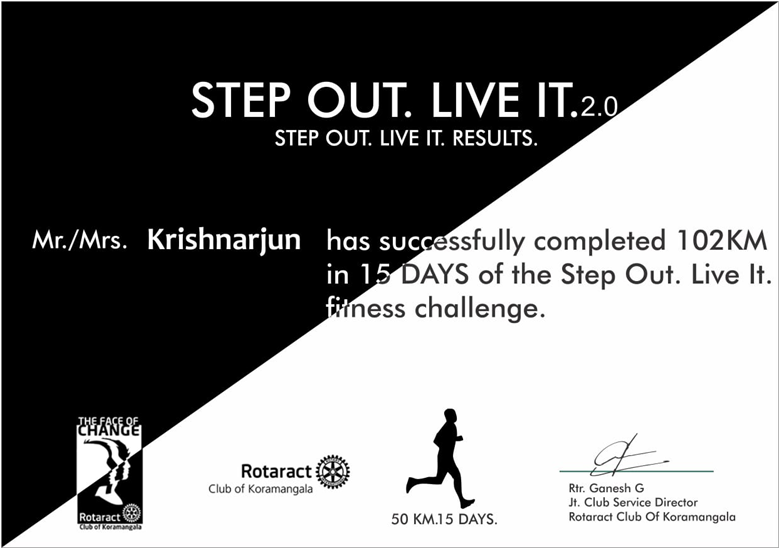 STEP OUT. LIVE IT.2.0
STEP OUT. LIVE IT. RESULTS.
Mr./Mrs. Krishnarjun has successfully completed 102KM
in 15 DAYS of the Step Out. Live It.
fitness challenge.
THE FACE OF
CHANGE
Rotaract
Club of Koramangala
Rotaract
Club of Koramangala
50 KM.15 DAYS.
Rtr. Ganesh G
Jt. Club Service Director
Rotaract Club Of Koramangala